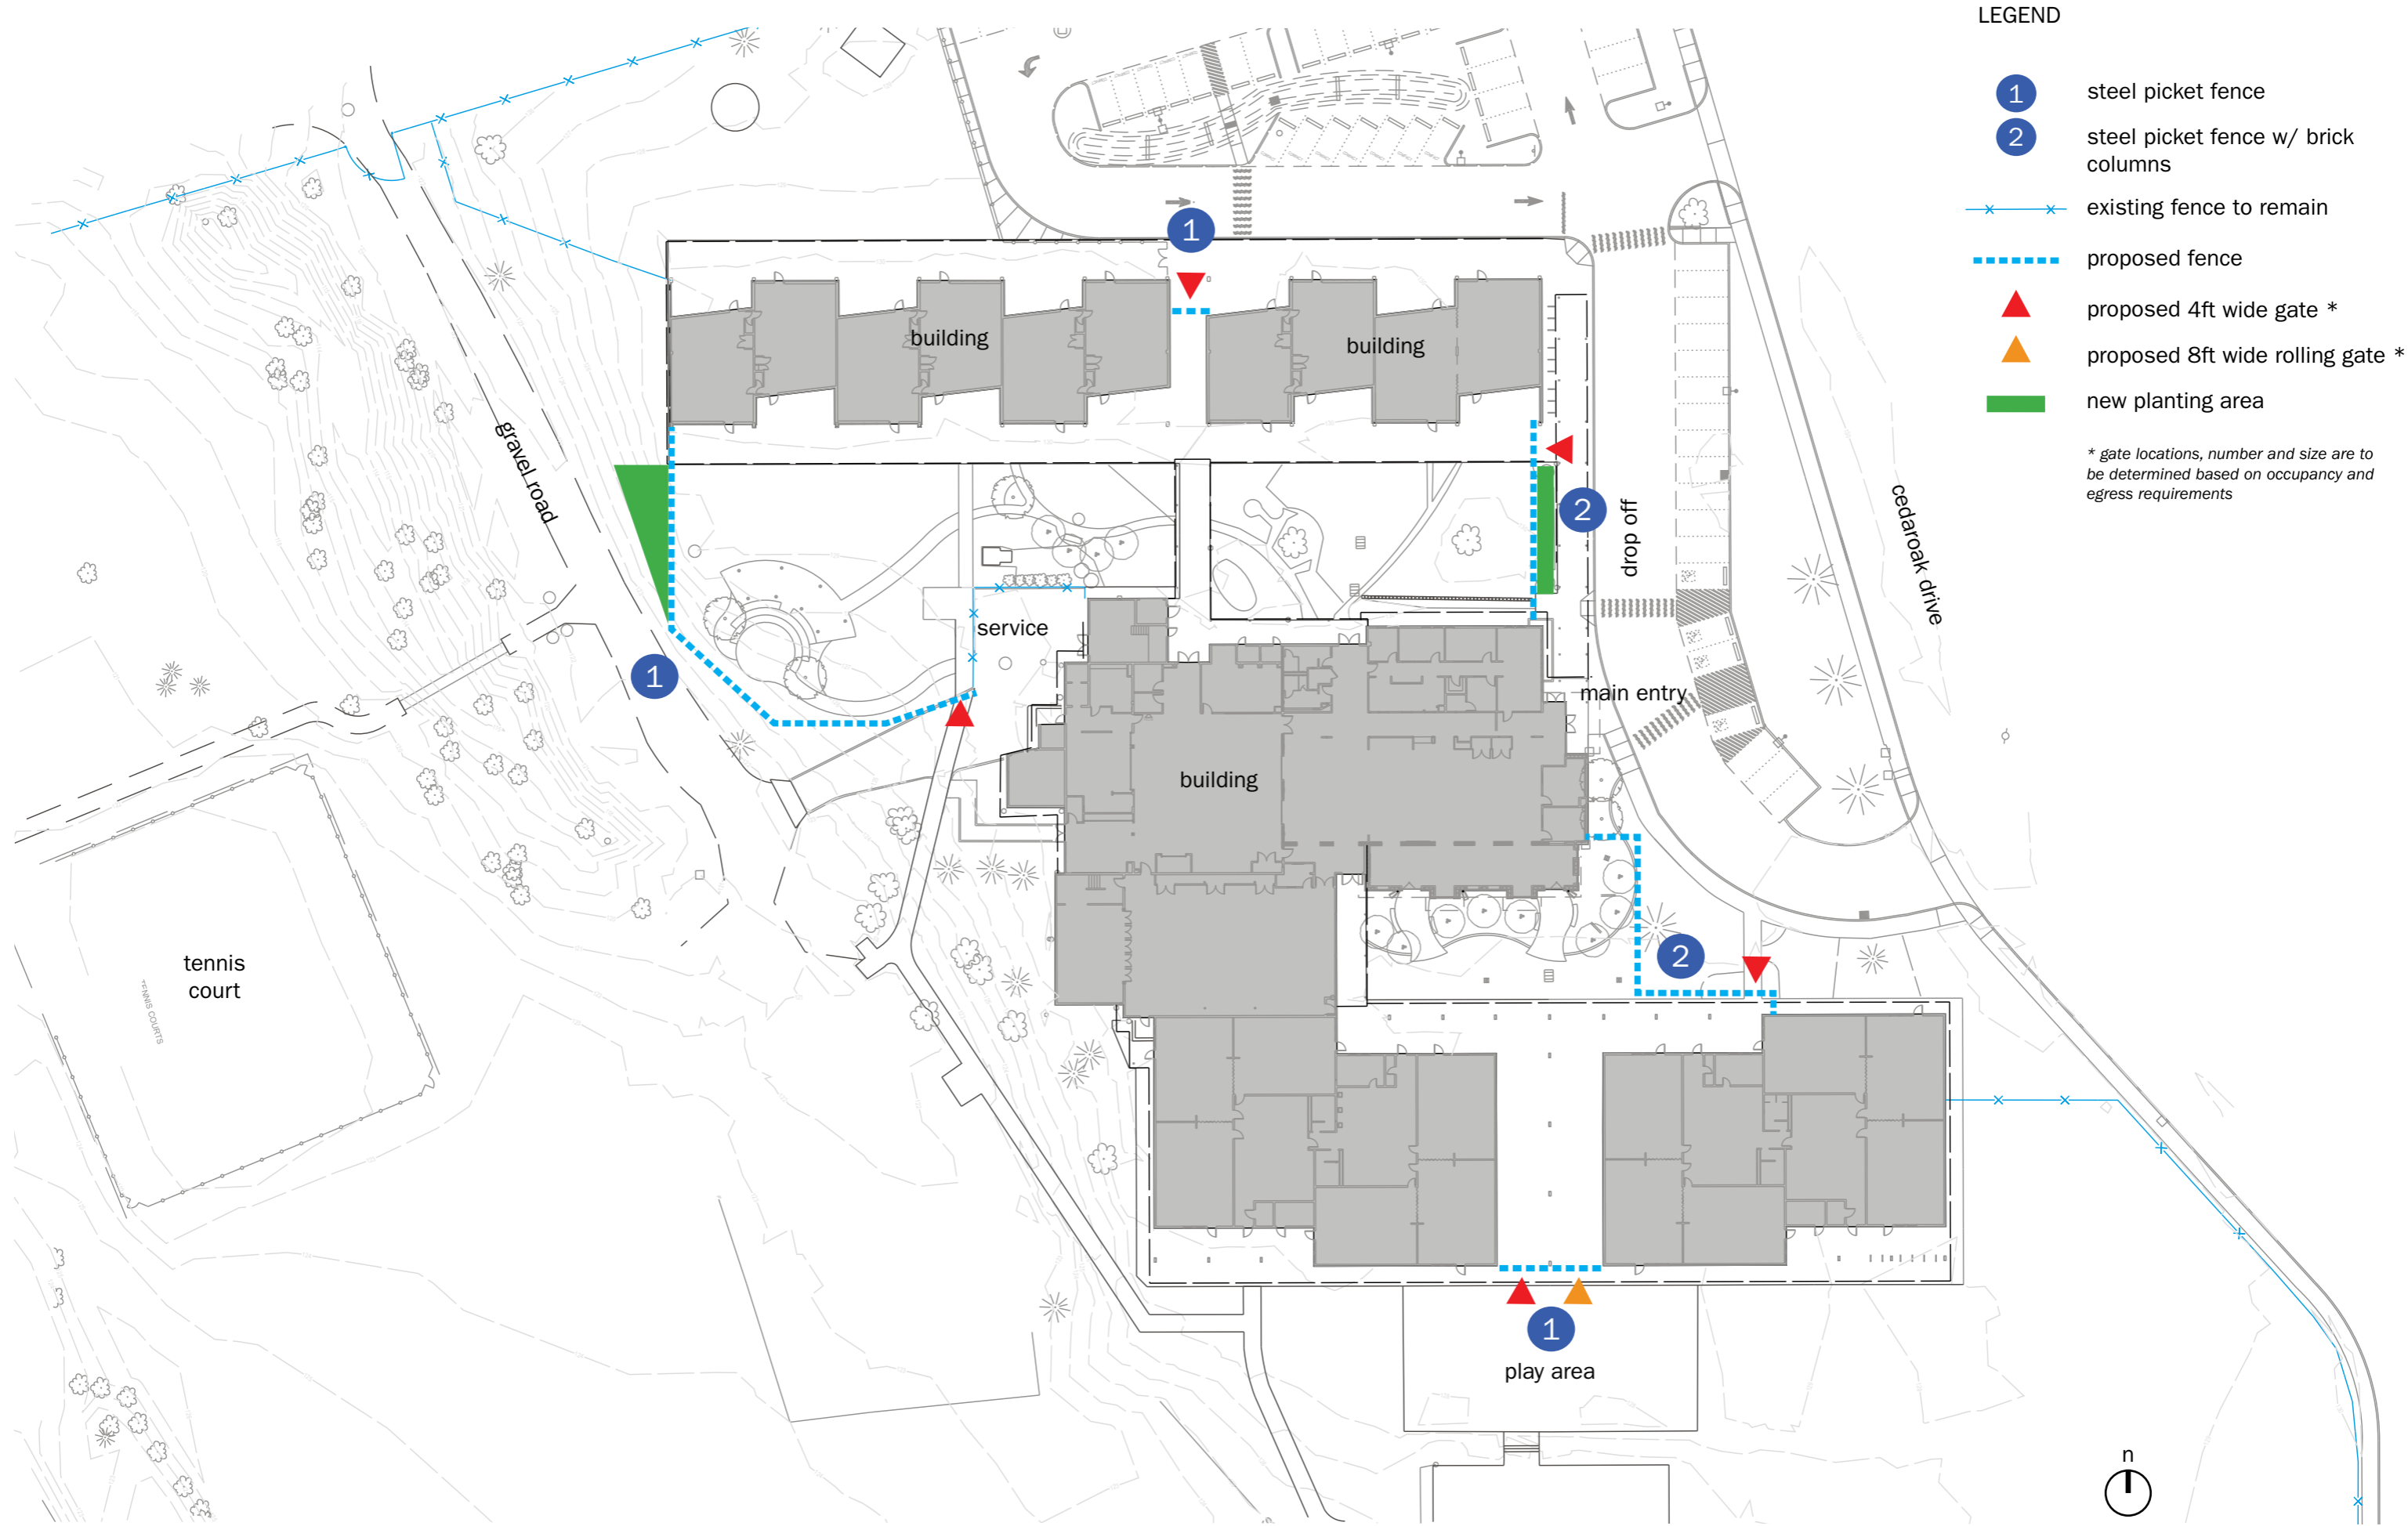 LEGEND
1
steel picket fence
2
steel picket fence w/ brick
columns
existing fence to remain
proposed fence
proposed 4ft wide gate *
proposed 8ft wide rolling gate *
new planting area
* gate locations, number and size are to
be determined based on occupancy and
egress requirements
1
building
building
gravel road
2
drop off
cedaroak drive
service
1
main entry
building
2
tennis
court
TENNIS COURTS
1
play area
n